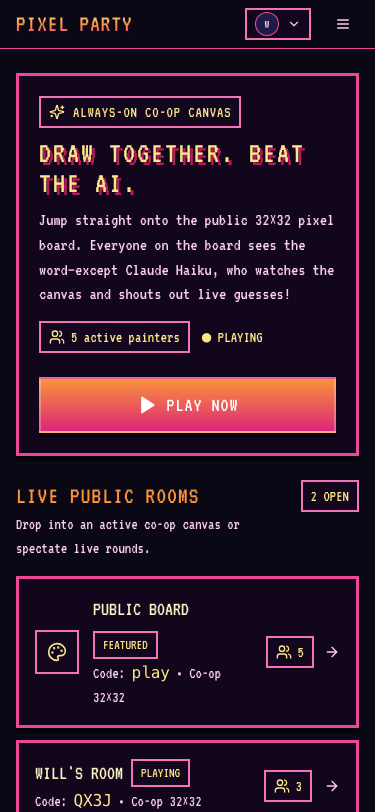 PIXEL PARTY
W
ALWAYS-ON CO-OP CANVAS
DRAW TOGETHER. BEAT
THE AI.
Jump straight onto the public 32X32 pixel
board. Everyone on the board sees the
word-except Claude Haiku, who watches the
canvas and shouts out live guesses!
5 active painters
PLAYING
PLAY NOW
LIVE PUBLIC ROOMS
2 OPEN
Drop into an active co-op canvas or
spectate live rounds.
PUBLIC BOARD
FEATURED
Code: play • Co-op
32X32
5
WILL'S ROOM PLAYING
Code: QX3J • Co-op 32X32
3